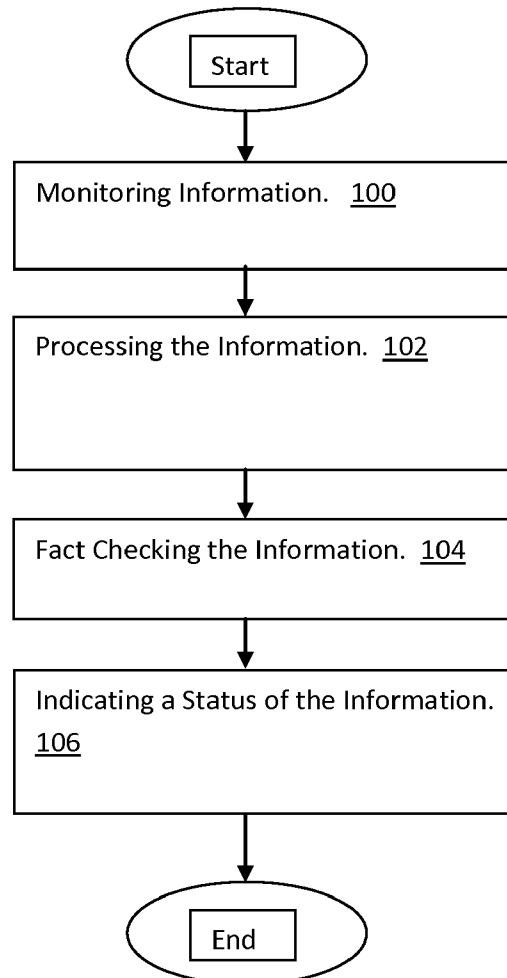 Start
Monitoring Information. 100
Processing the Information. 102
Fact Checking the Information. 104
Indicating a Status of the Information.
106
End